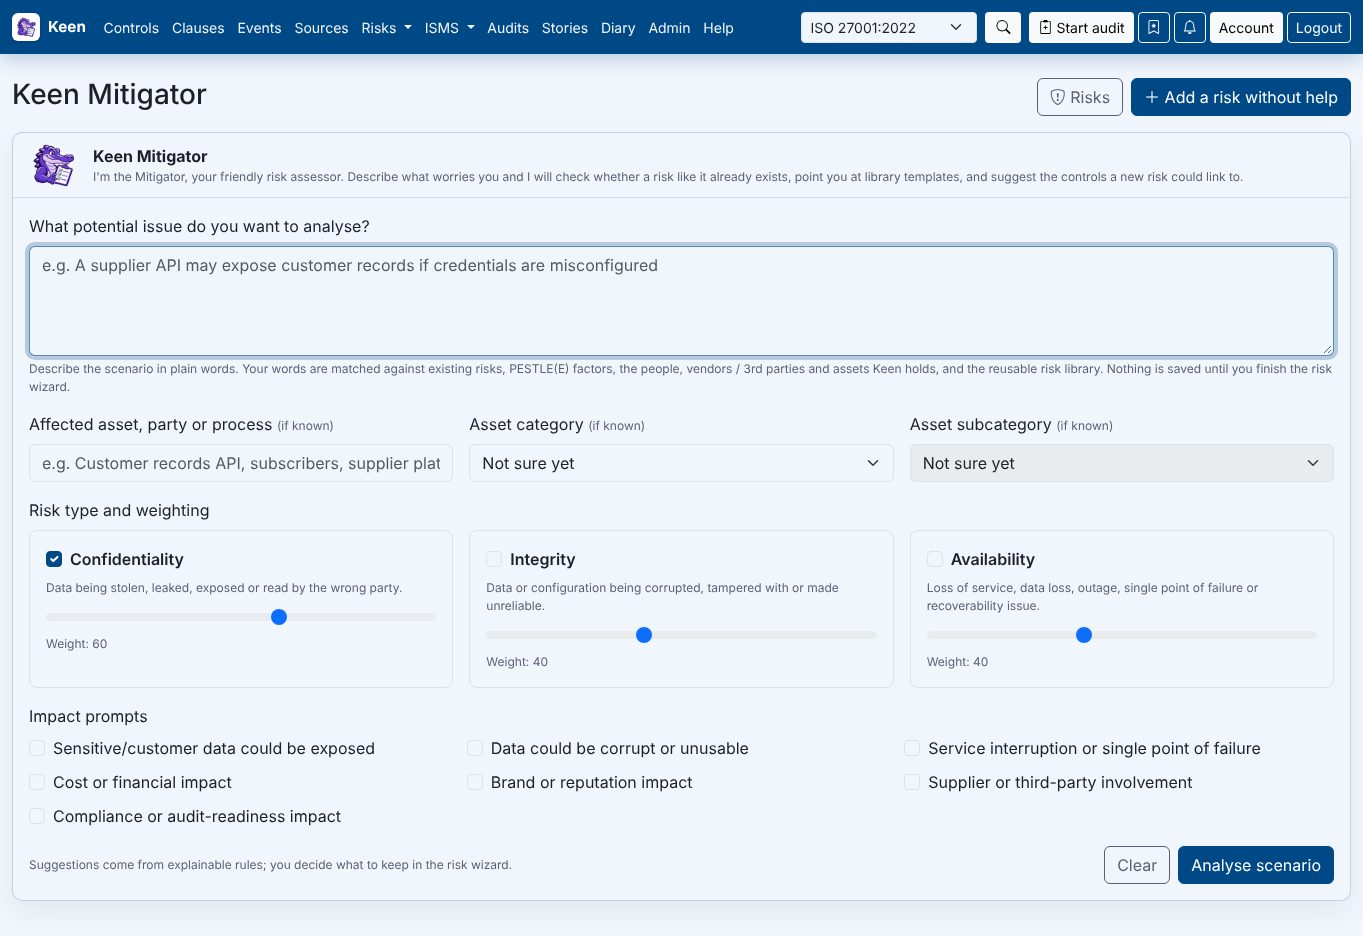 Keen Controls Clauses Events Sources Risks ISMS Audits Stories Diary Admin Help ISO 27001:2022 Start audit Account Logout
Keen Mitigator
Risks
Add a risk without help
Keen Mitigator
I'm the Mitigator, your friendly risk assessor. Describe what worries you and I will check whether a risk like it already exists, point you at library templates, and suggest the controls a new risk could link to.
What potential issue do you want to analyse?
e.g. A supplier API may expose customer records if credentials are misconfigured
Describe the scenario in plain words. Your words are matched against existing risks, PESTLE(E) factors, the people, vendors / 3rd parties and assets Keen holds, and the reusable risk library. Nothing is saved until you finish the risk
wizard.
Affected asset, party or process (if known)
e.g. Customer records API, subscribers, supplier plat
Asset category (if known)
Not sure yet
Asset subcategory (if known)
Not sure yet
Risk type and weighting
Confidentiality
Data being stolen, leaked, exposed or read by the wrong party.
Weight: 60
Integrity
Data or configuration being corrupted, tampered with or made
unreliable.
Weight: 40
Availability
Loss of service, data loss, outage, single point of failure or
recoverability issue.
Weight: 40
Impact prompts
Sensitive/customer data could be exposed
Data could be corrupt or unusable
Service interruption or single point of failure
Cost or financial impact
Brand or reputation impact
Supplier or third-party involvement
Compliance or audit-readiness impact
Suggestions come from explainable rules; you decide what to keep in the risk wizard.
Clear
Analyse scenario